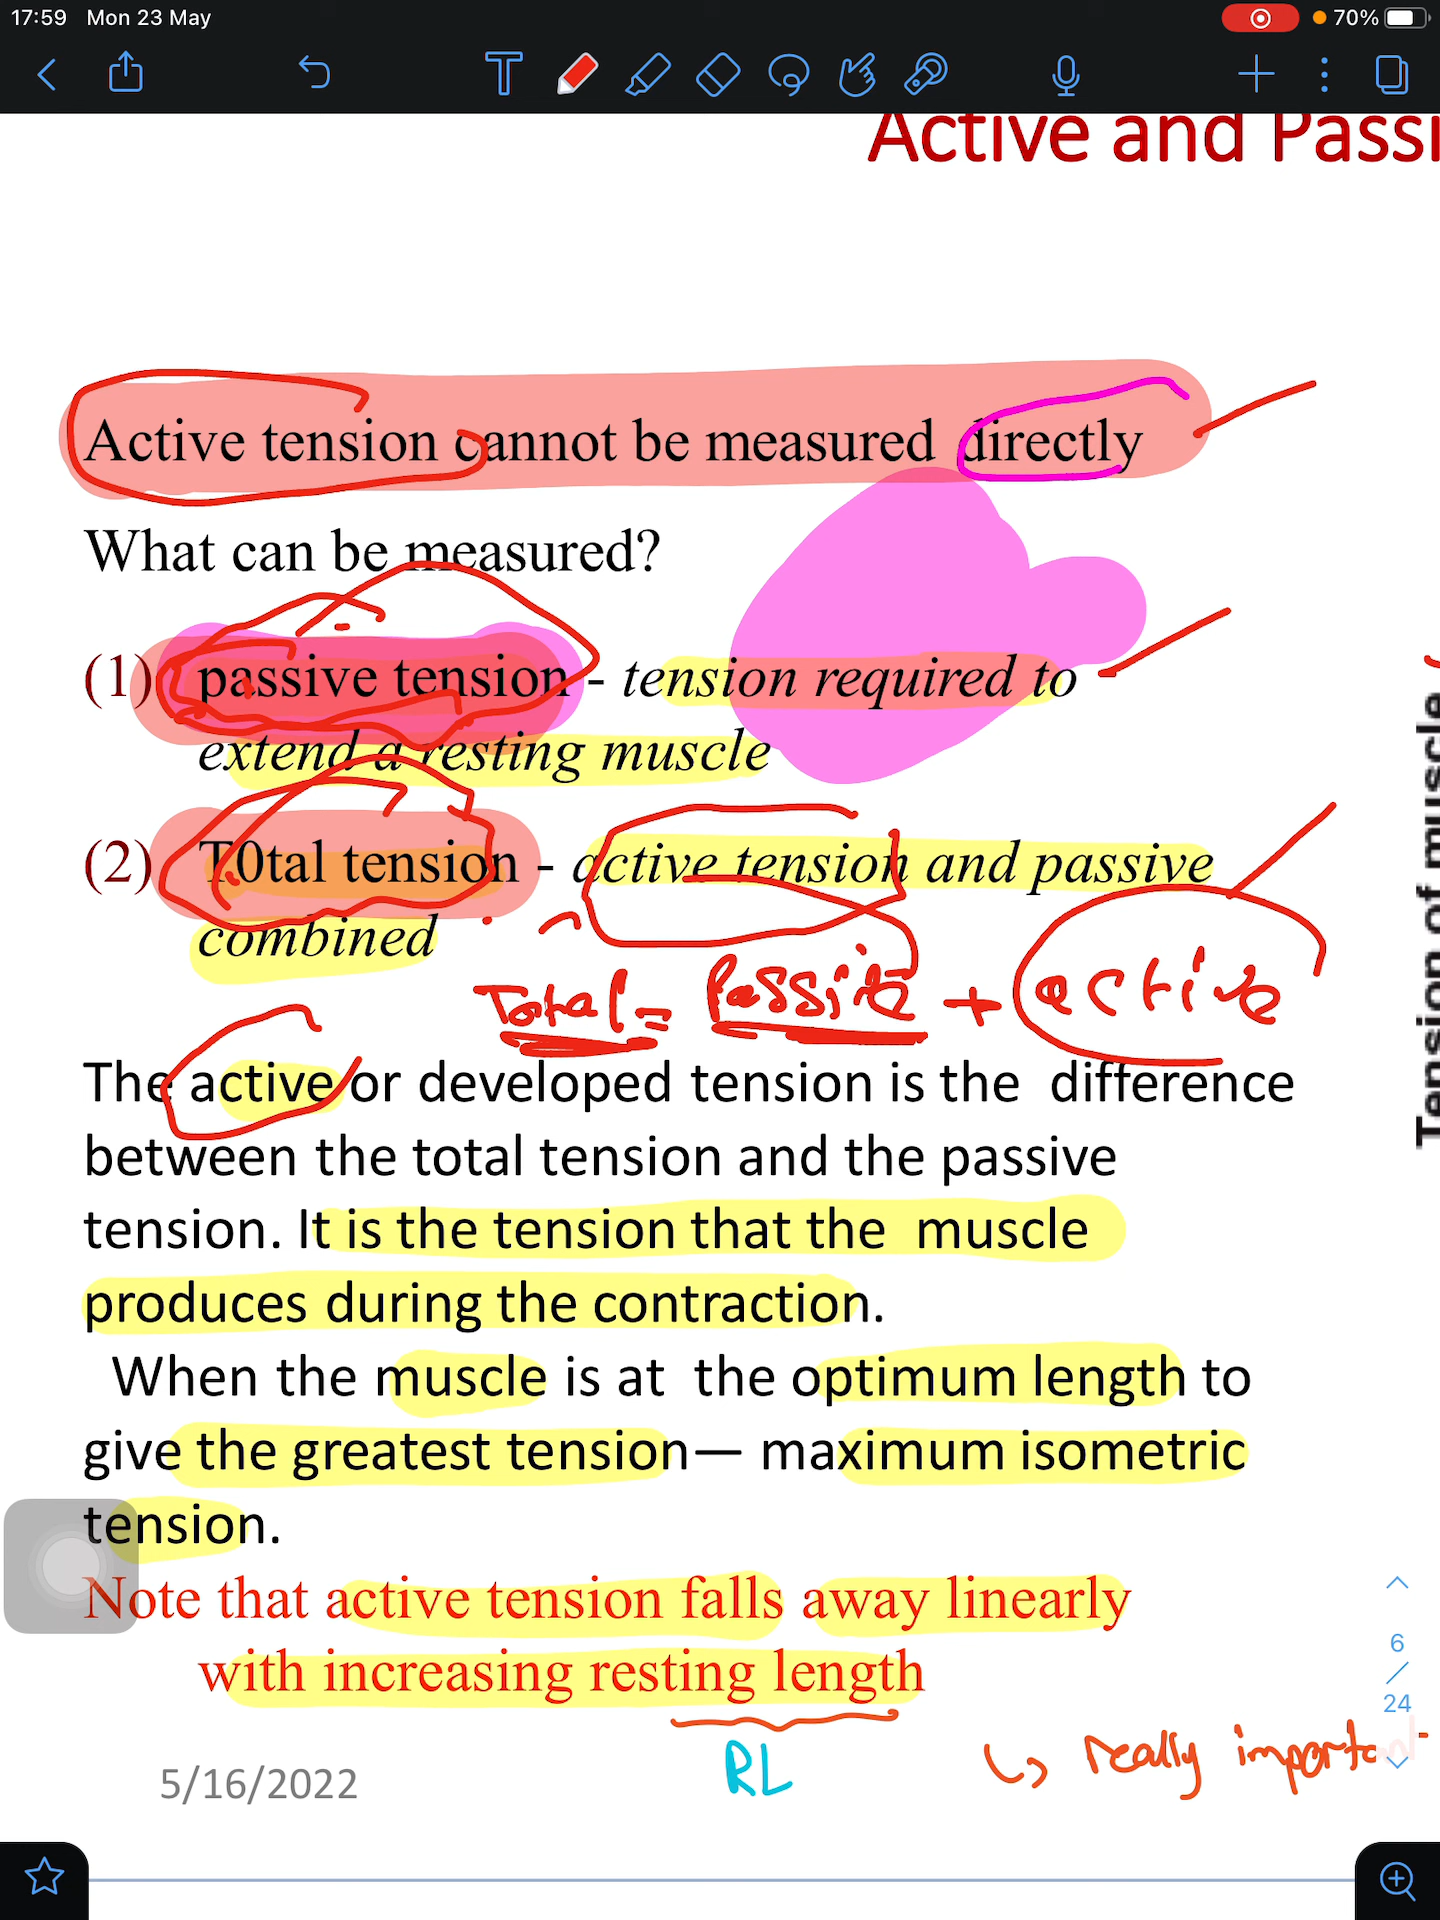 17:59 Mon 23 May
70%
Active and Passi
Active tension cannot be measured directly
What can be measured?
(1) passive tension - tension required to
extend a resting muscle
(2) T0tal tension - active tension and passive
combined
Total = Passive + active
The active or developed tension is the difference
between the total tension and the passive
tension. It is the tension that the muscle
produces during the contraction.
When the muscle is at the optimum length to
give the greatest tension— maximum isometric
tension.
Note that active tension falls away linearly
with increasing resting length
RL
really important
5/16/2022
Tension of muscle
6
/
24